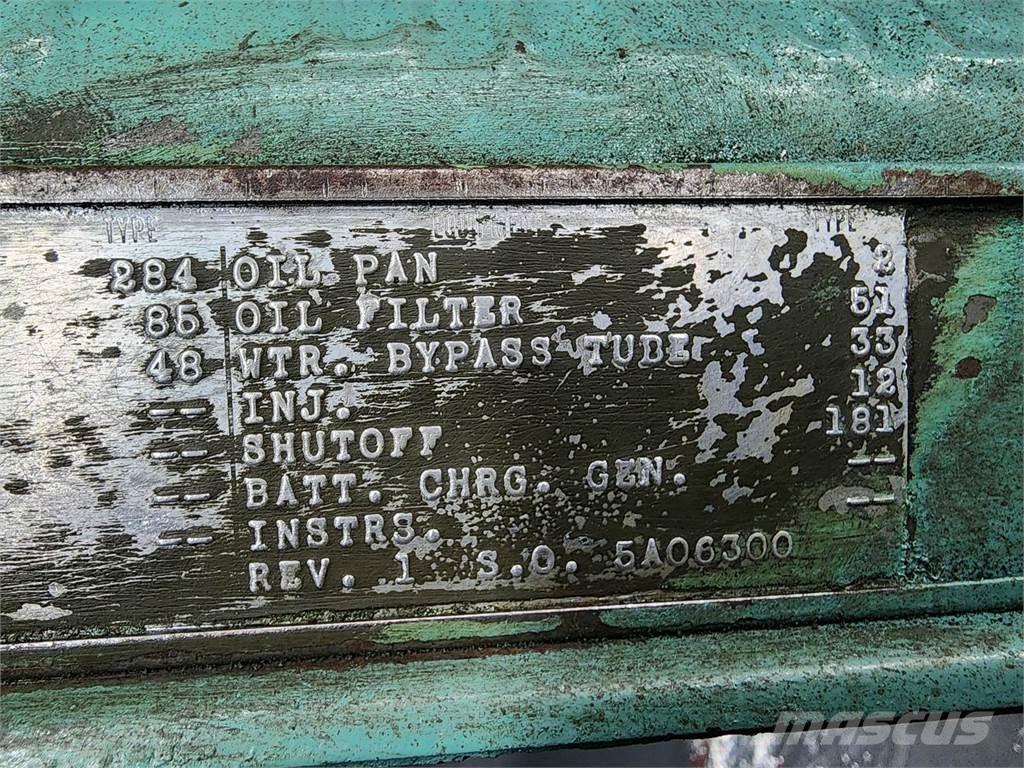 TYPE EQUIPMENT TYPE
284 OIL PAN 2
85 OIL FILTER 51
48 WTR. BYPASS TUBE 33
-- INJ. 12
-- SHUTOFF 181
-- BATT. CHRG. GEN. --
-- INSTRS. --
REV. 1 S.O. 5A06300
MASCUS